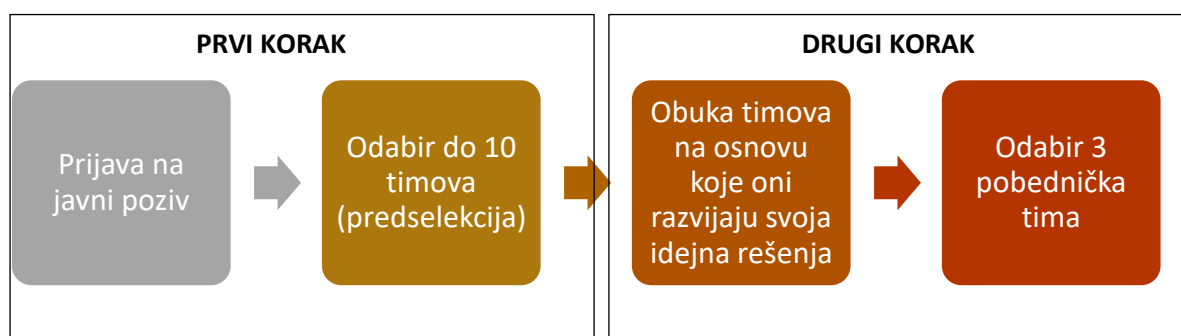 PRVI KORAK
Prijava na
javni poziv
Odabir do 10
timova
(predselekcija)
DRUGI KORAK
Obuka timova
na osnovu
koje oni
razvijaju svoja
idejna rešenja
Odabir 3
pobednička
tima